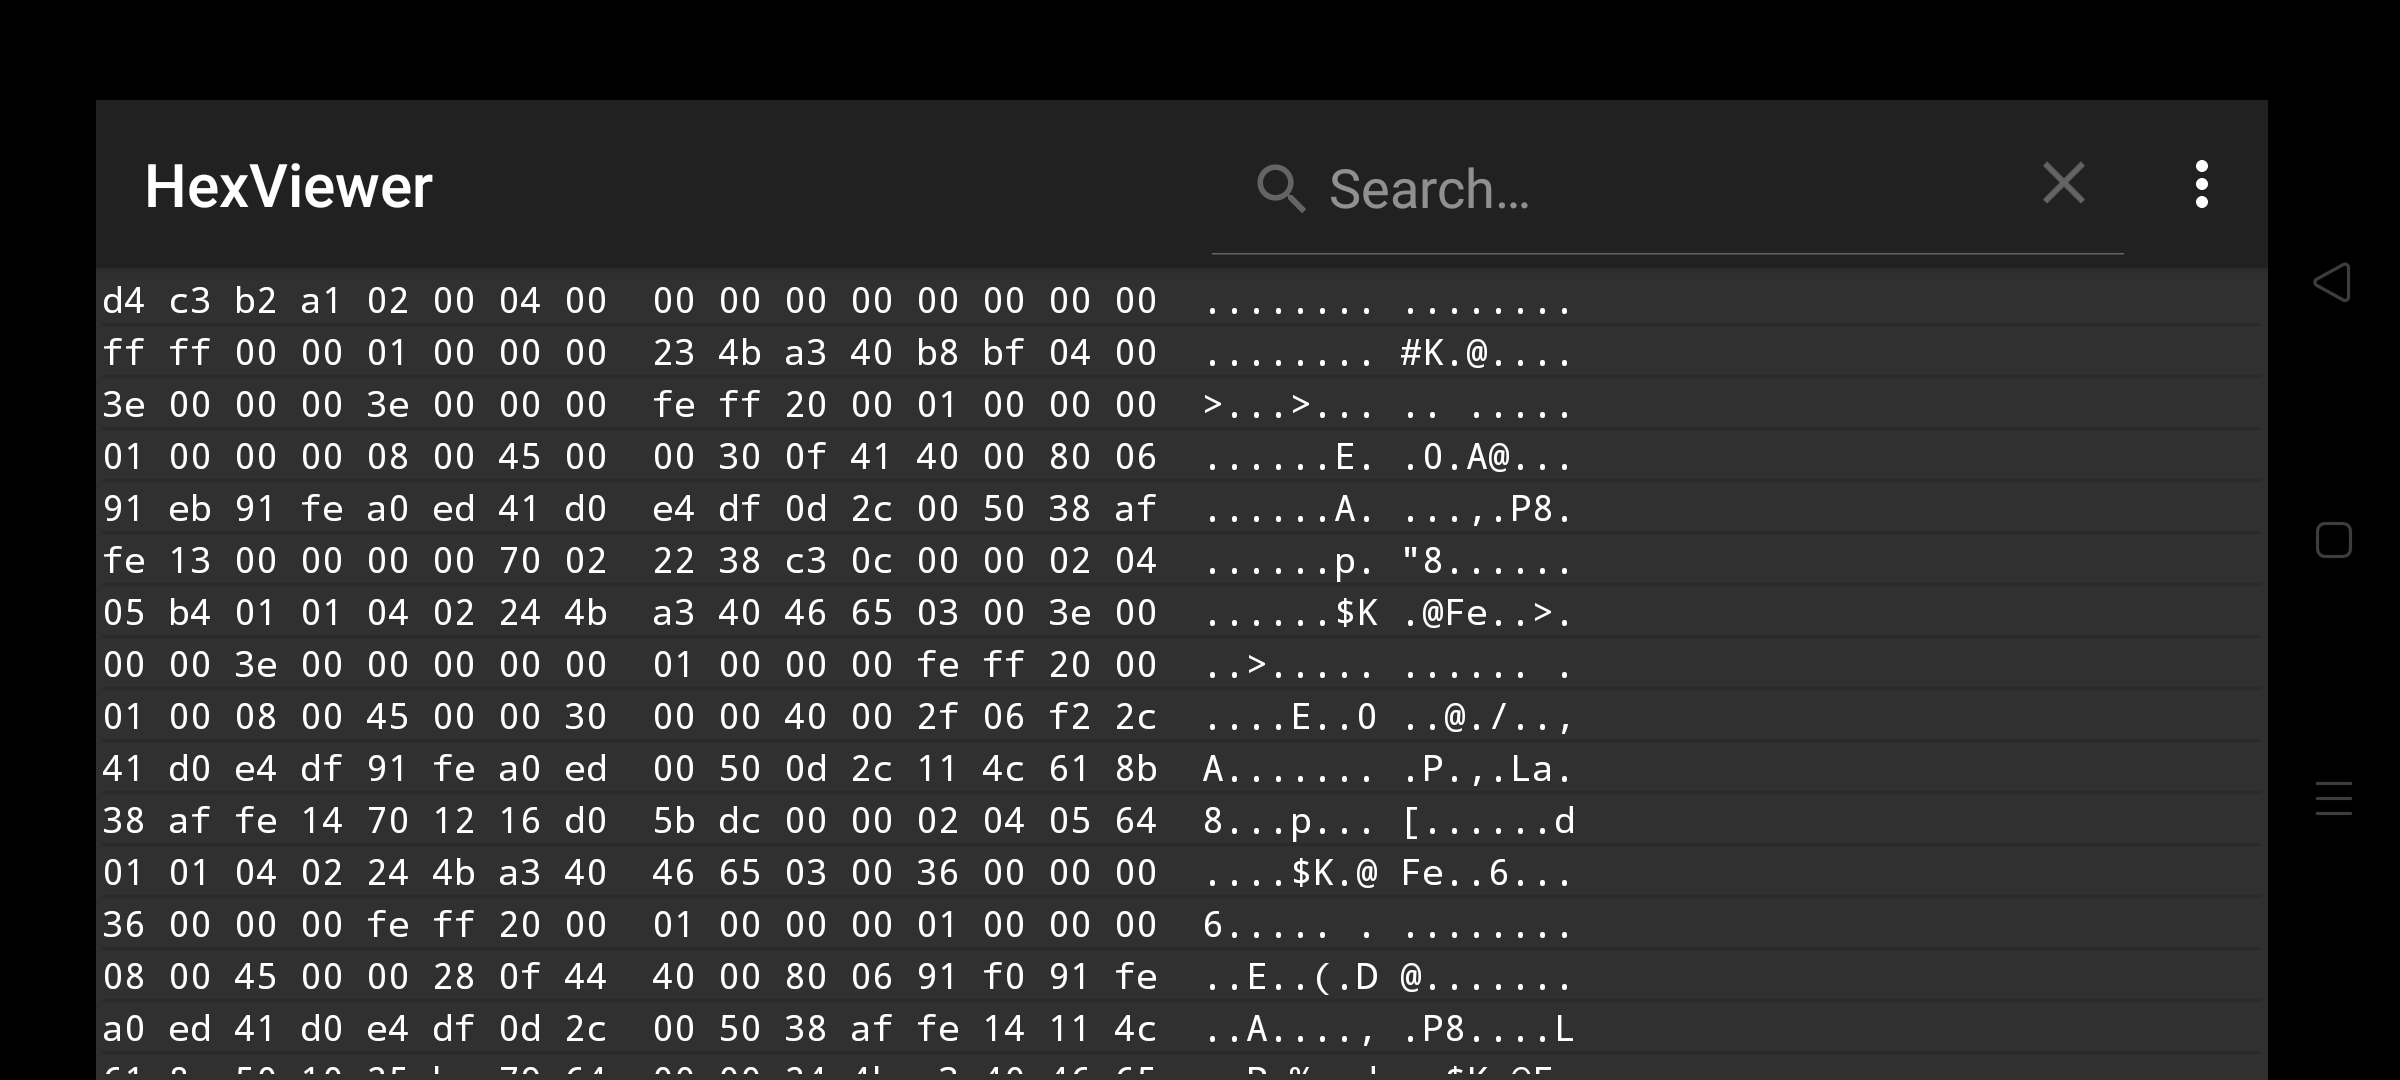 HexViewer
Search…
d4 c3 b2 a1 02 00 04 00  00 00 00 00 00 00 00 00  ........ ........
ff ff 00 00 01 00 00 00  23 4b a3 40 b8 bf 04 00  ........ #K.@....
3e 00 00 00 3e 00 00 00  fe ff 20 00 01 00 00 00  >...>... .. .....
01 00 00 00 08 00 45 00  00 30 0f 41 40 00 80 06  ......E. .0.A@...
91 eb 91 fe a0 ed 41 d0  e4 df 0d 2c 00 50 38 af  ......A. ...,.P8.
fe 13 00 00 00 00 70 02  22 38 c3 0c 00 00 02 04  ......p. "8......
05 b4 01 01 04 02 24 4b  a3 40 46 65 03 00 3e 00  ......$K .@Fe..>.
00 00 3e 00 00 00 00 00  01 00 00 00 fe ff 20 00  ..>..... ...... .
01 00 08 00 45 00 00 30  00 00 40 00 2f 06 f2 2c  ....E..0 ..@./..,
41 d0 e4 df 91 fe a0 ed  00 50 0d 2c 11 4c 61 8b  A....... .P.,.La.
38 af fe 14 70 12 16 d0  5b dc 00 00 02 04 05 64  8...p... [......d
01 01 04 02 24 4b a3 40  46 65 03 00 36 00 00 00  ....$K.@ Fe..6...
36 00 00 00 fe ff 20 00  01 00 00 00 01 00 00 00  6..... . ........
08 00 45 00 00 28 0f 44  40 00 80 06 91 f0 91 fe  ..E..(.D @.......
a0 ed 41 d0 e4 df 0d 2c  00 50 38 af fe 14 11 4c  ..A...., .P8....L